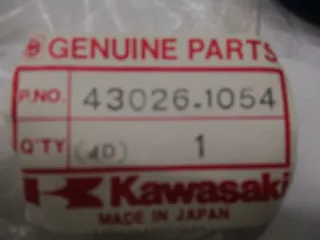 GENUINE PARTS
P.NO. 43026-1054
Q'TY (4D) 1
Kawasaki
MADE IN JAPAN